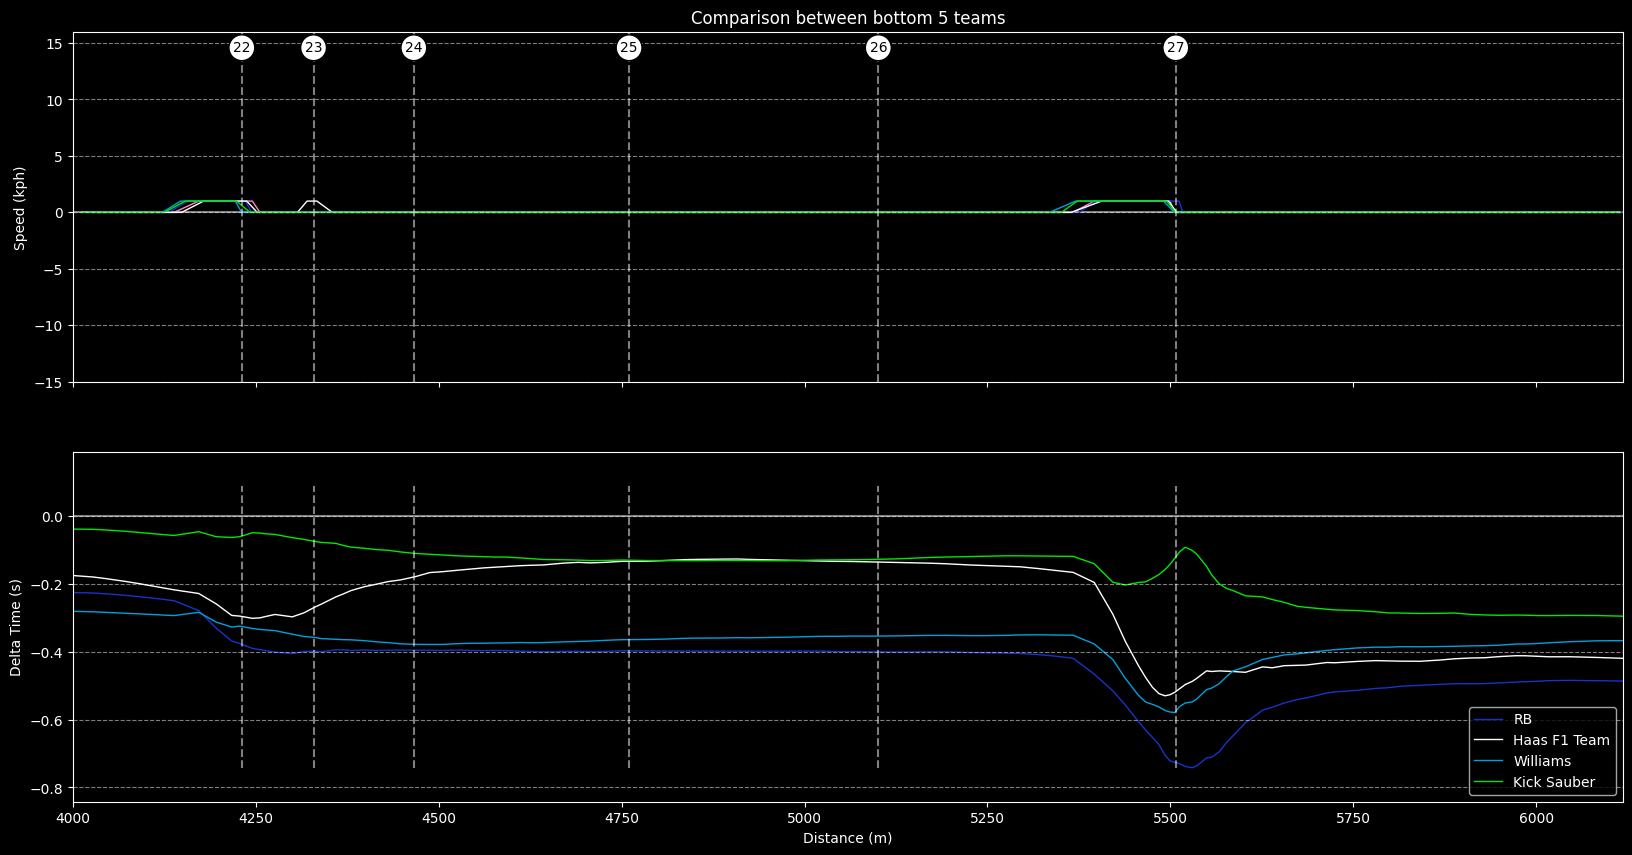 Comparison between bottom 5 teams
22 23 24 25 26 27
15
10
5
0
−5
−10
−15
Speed (kph)
0.0
−0.2
−0.4
−0.6
−0.8
Delta Time (s)
RB
Haas F1 Team
Williams
Kick Sauber
4000 4250 4500 4750 5000 5250 5500 5750 6000
Distance (m)